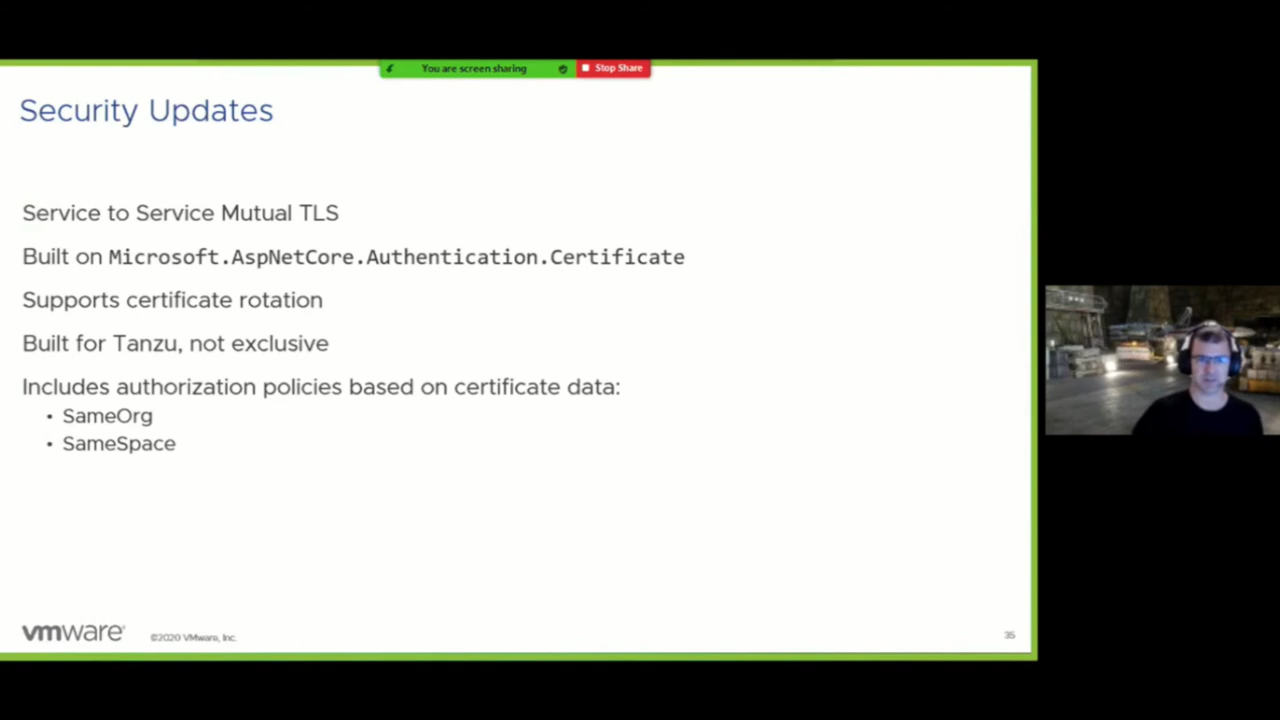 You are screen sharing
Stop Share
Security Updates
Service to Service Mutual TLS
Built on Microsoft.AspNetCore.Authentication.Certificate
Supports certificate rotation
Built for Tanzu, not exclusive
Includes authorization policies based on certificate data:
• SameOrg
• SameSpace
vmware®
©2020 VMware, Inc.
35